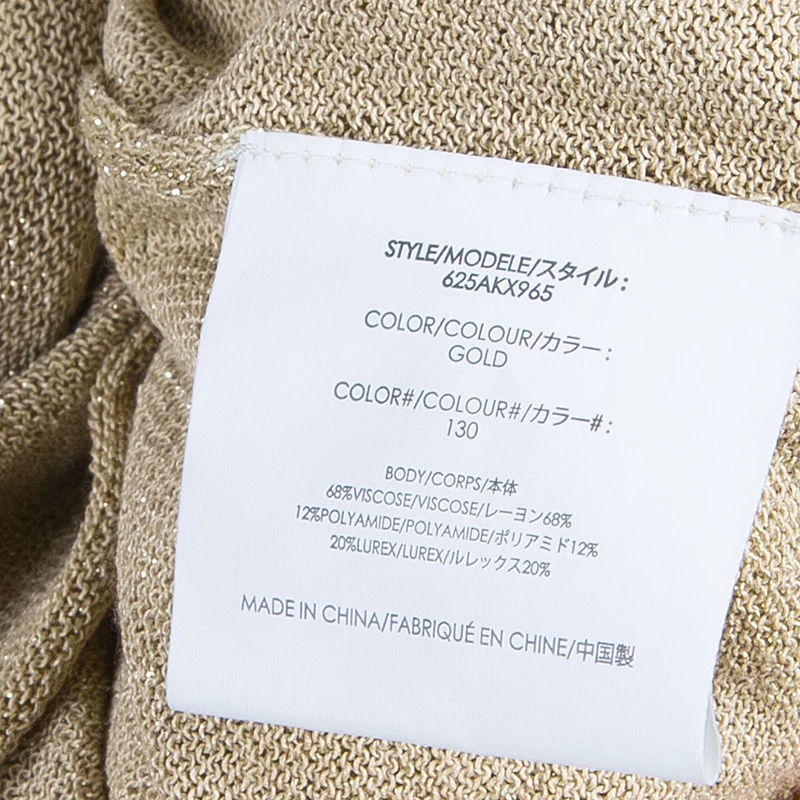 STYLE/MODELE/スタイル:
625AKX965
COLOR/COLOUR/カラー:
GOLD
COLOR#/COLOUR#/カラー#:
130
BODY/CORPS/本体
68%VISCOSE/VISCOSE/レーヨン68%
12%POLYAMIDE/POLYAMIDE/ポリアミド12%
20%LUREX/LUREX/ルレックス20%
MADE IN CHINA/FABRIQUÉ EN CHINE/中国製